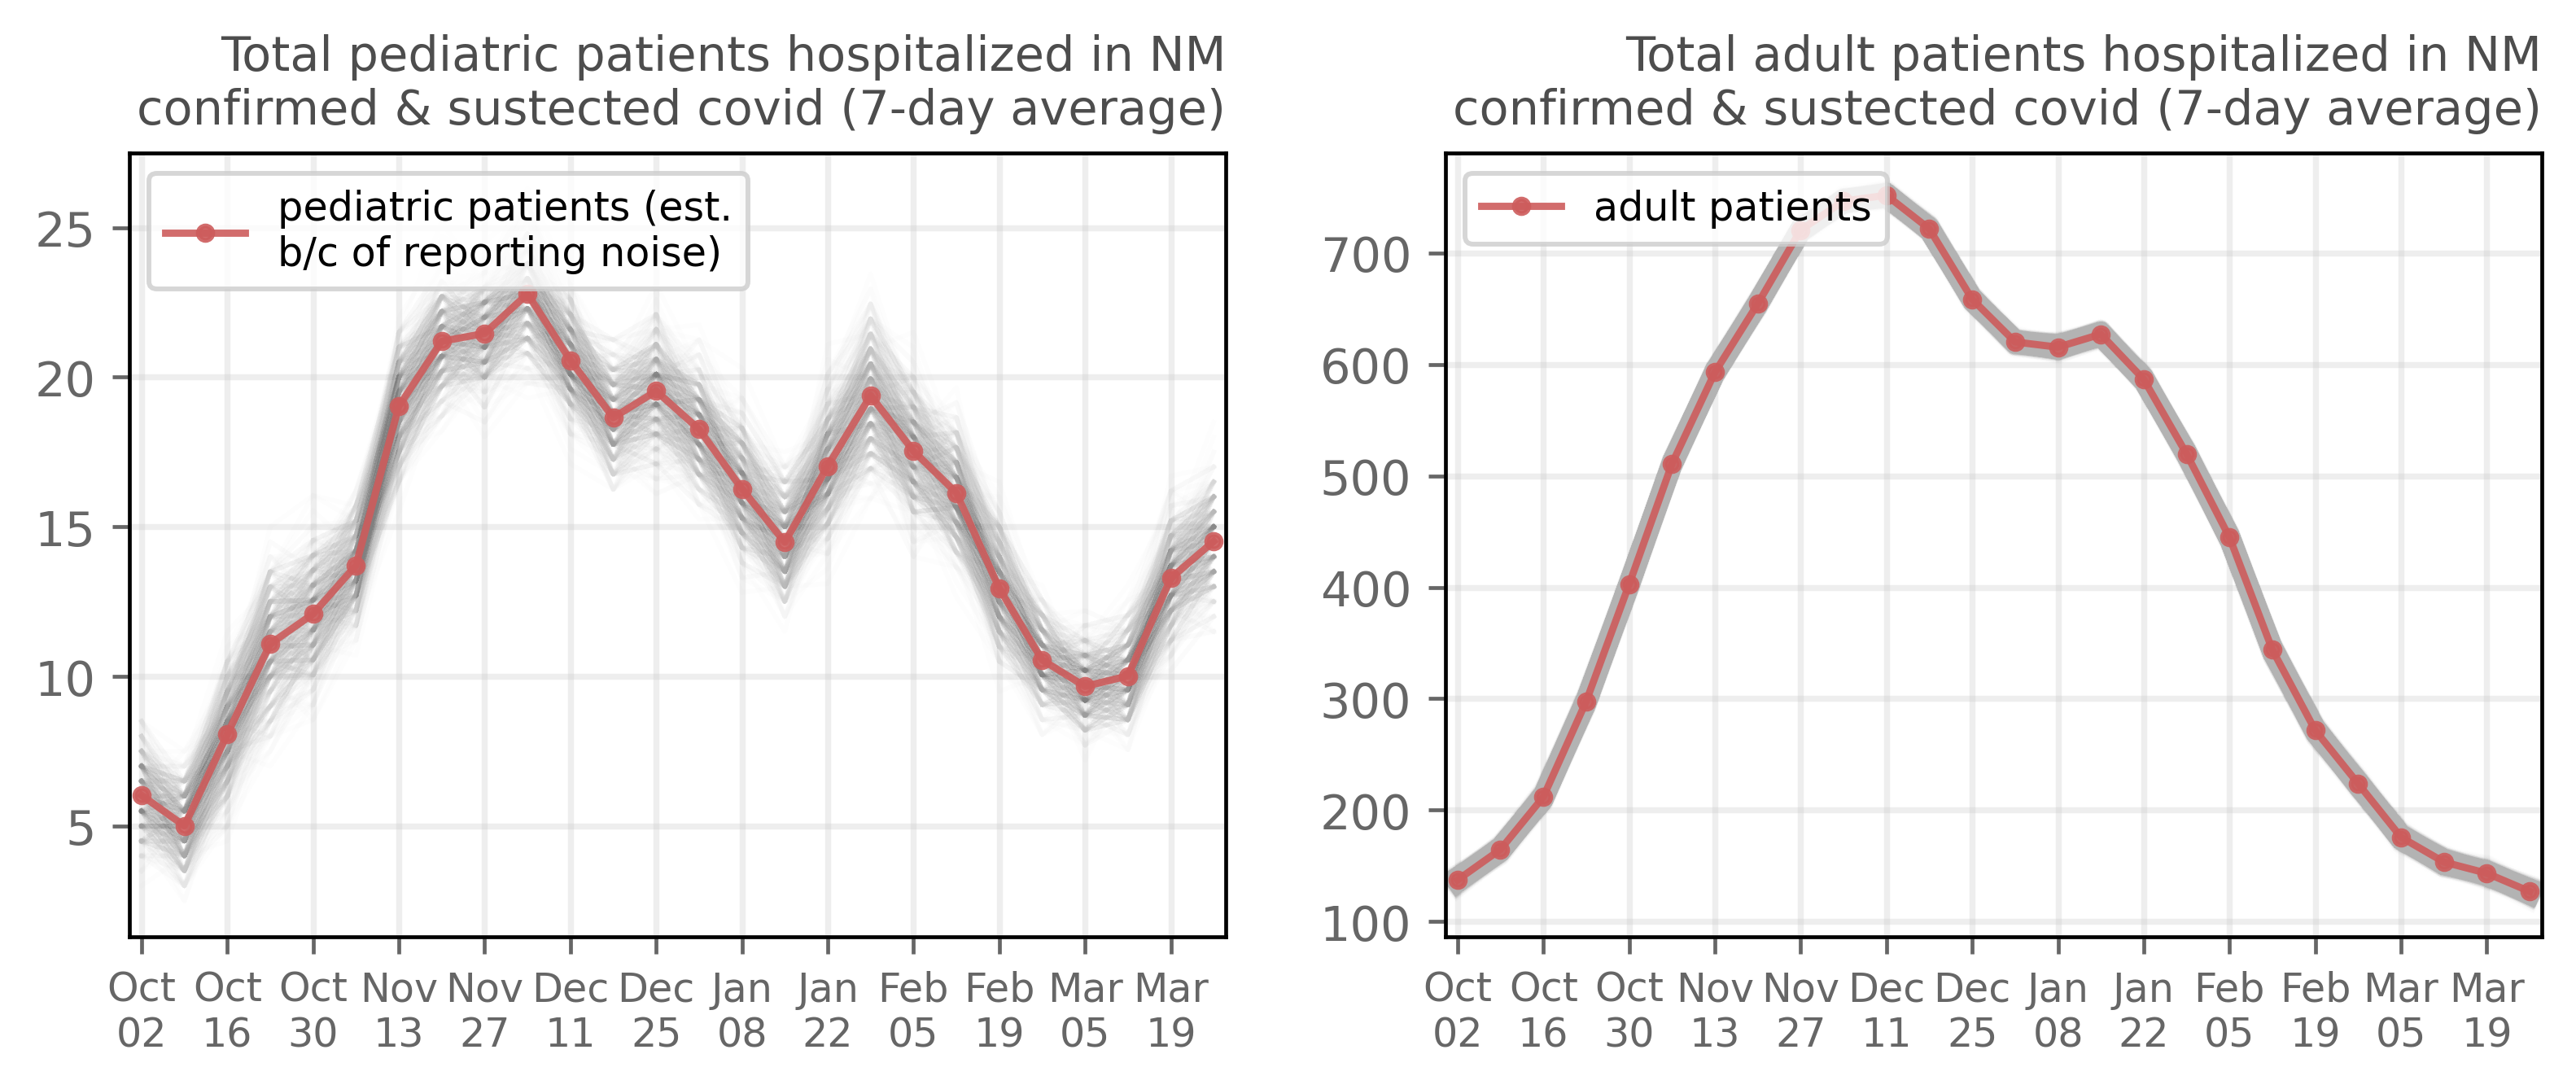 Total pediatric patients hospitalized in NM
confirmed & sustected covid (7-day average)
pediatric patients (est.
b/c of reporting noise)
25
20
15
10
5
Oct Oct Oct Nov Nov Dec Dec Jan Jan Feb Feb Mar Mar
02 16 30 13 27 11 25 08 22 05 19 05 19
Total adult patients hospitalized in NM
confirmed & sustected covid (7-day average)
adult patients
700
600
500
400
300
200
100
Oct Oct Oct Nov Nov Dec Dec Jan Jan Feb Feb Mar Mar
02 16 30 13 27 11 25 08 22 05 19 05 19